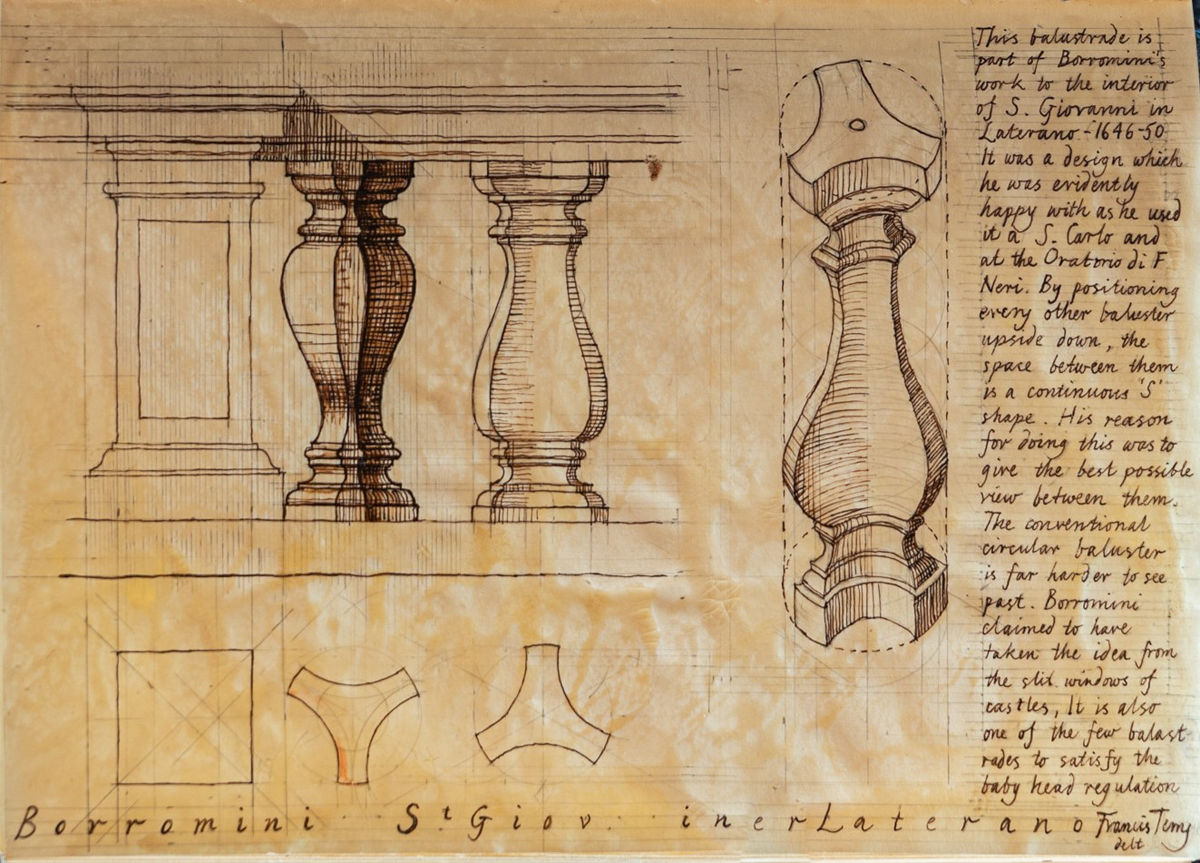 This balustrade is
part of Borromini's
work to the interior
of S. Giovanni in
Laterano - 1646-50
It was a design which
he was evidently
happy with as he used
it a S. Carlo and
at the Oratorio di F
Neri. By positioning
every other baluster
upside down, the
space between them
is a continuous 'S'
shape. His reason
for doing this was to
give the best possible
view between them.
The conventional
circular baluster
is far harder to see
past. Borromini
claimed to have
taken the idea from
the slit windows of
castles, It is also
one of the few balast-
rades to satisfy the
baby head regulation
Borromini St Giov. inerLaterano
Francis Terry
delt